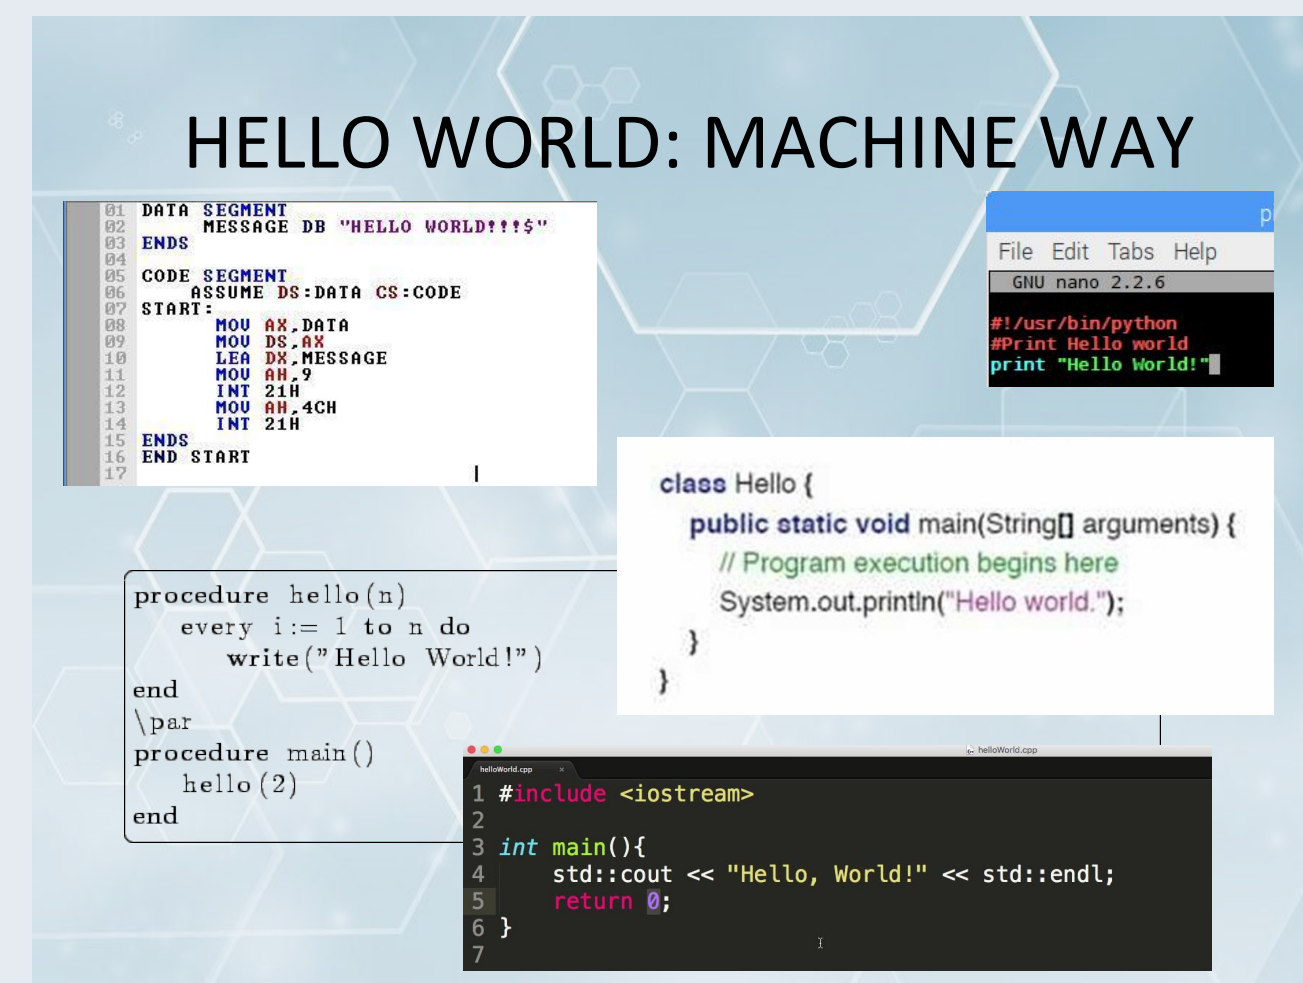 HELLO WORLD: MACHINE WAY
01 DATA SEGMENT
02 MESSAGE DB "HELLO WORLD!!!$"
03 ENDS
04
05 CODE SEGMENT
06 ASSUME DS:DATA CS:CODE
07 START:
08 MOV AX,DATA
09 MOV DS,AX
10 LEA DX,MESSAGE
11 MOV AH,9
12 INT 21H
13 MOV AH,4CH
14 INT 21H
15 ENDS
16 END START
17
p
File Edit Tabs Help
GNU nano 2.2.6
#!/usr/bin/python
#Print Hello world
print "Hello World!"
class Hello {
public static void main(String[] arguments) {
// Program execution begins here
System.out.println("Hello world.");
}
}
procedure hello(n)
every i:= 1 to n do
write("Hello World!")
end
\par
procedure main()
hello(2)
end
helloWorld.cpp
helloWorld.cpp ×
1 #include <iostream>
2
3 int main(){
4 std::cout << "Hello, World!" << std::endl;
5 return 0;
6 }
7